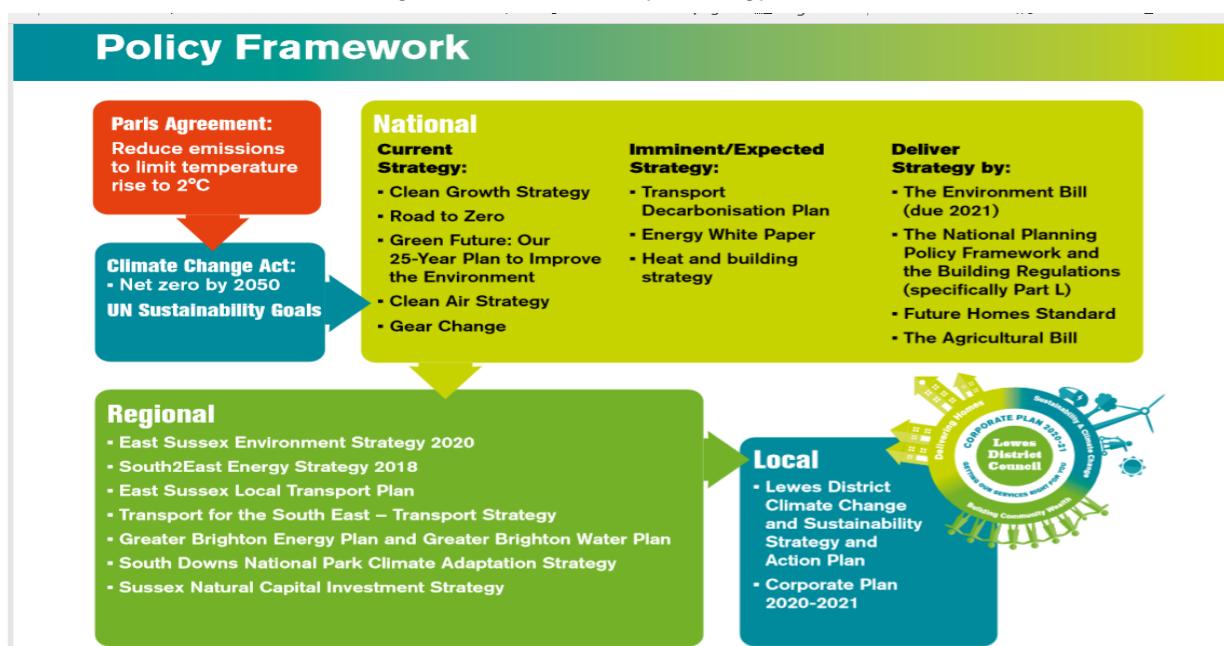 Policy Framework
Paris Agreement:
Reduce emissions
to limit temperature
rise to 2°C
Climate Change Act:
▪ Net zero by 2050
UN Sustainability Goals
National
Current
Strategy:
▪ Clean Growth Strategy
▪ Road to Zero
▪ Green Future: Our
25-Year Plan to Improve
the Environment
▪ Clean Air Strategy
▪ Gear Change
Imminent/Expected
Strategy:
▪ Transport
Decarbonisation Plan
▪ Energy White Paper
▪ Heat and building
strategy
Deliver
Strategy by:
▪ The Environment Bill
(due 2021)
▪ The National Planning
Policy Framework and
the Building Regulations
(specifically Part L)
▪ Future Homes Standard
▪ The Agricultural Bill
Regional
▪ East Sussex Environment Strategy 2020
▪ South2East Energy Strategy 2018
▪ East Sussex Local Transport Plan
▪ Transport for the South East – Transport Strategy
▪ Greater Brighton Energy Plan and Greater Brighton Water Plan
▪ South Downs National Park Climate Adaptation Strategy
▪ Sussex Natural Capital Investment Strategy
Local
▪ Lewes District
Climate Change
and Sustainability
Strategy and
Action Plan
▪ Corporate Plan
2020-2021
Delivering Homes
Sustainability & Climate Change
Building Community Wealth
CORPORATE PLAN 2020-21
GETTING OUR SERVICES RIGHT FOR YOU
Lewes
District
Council